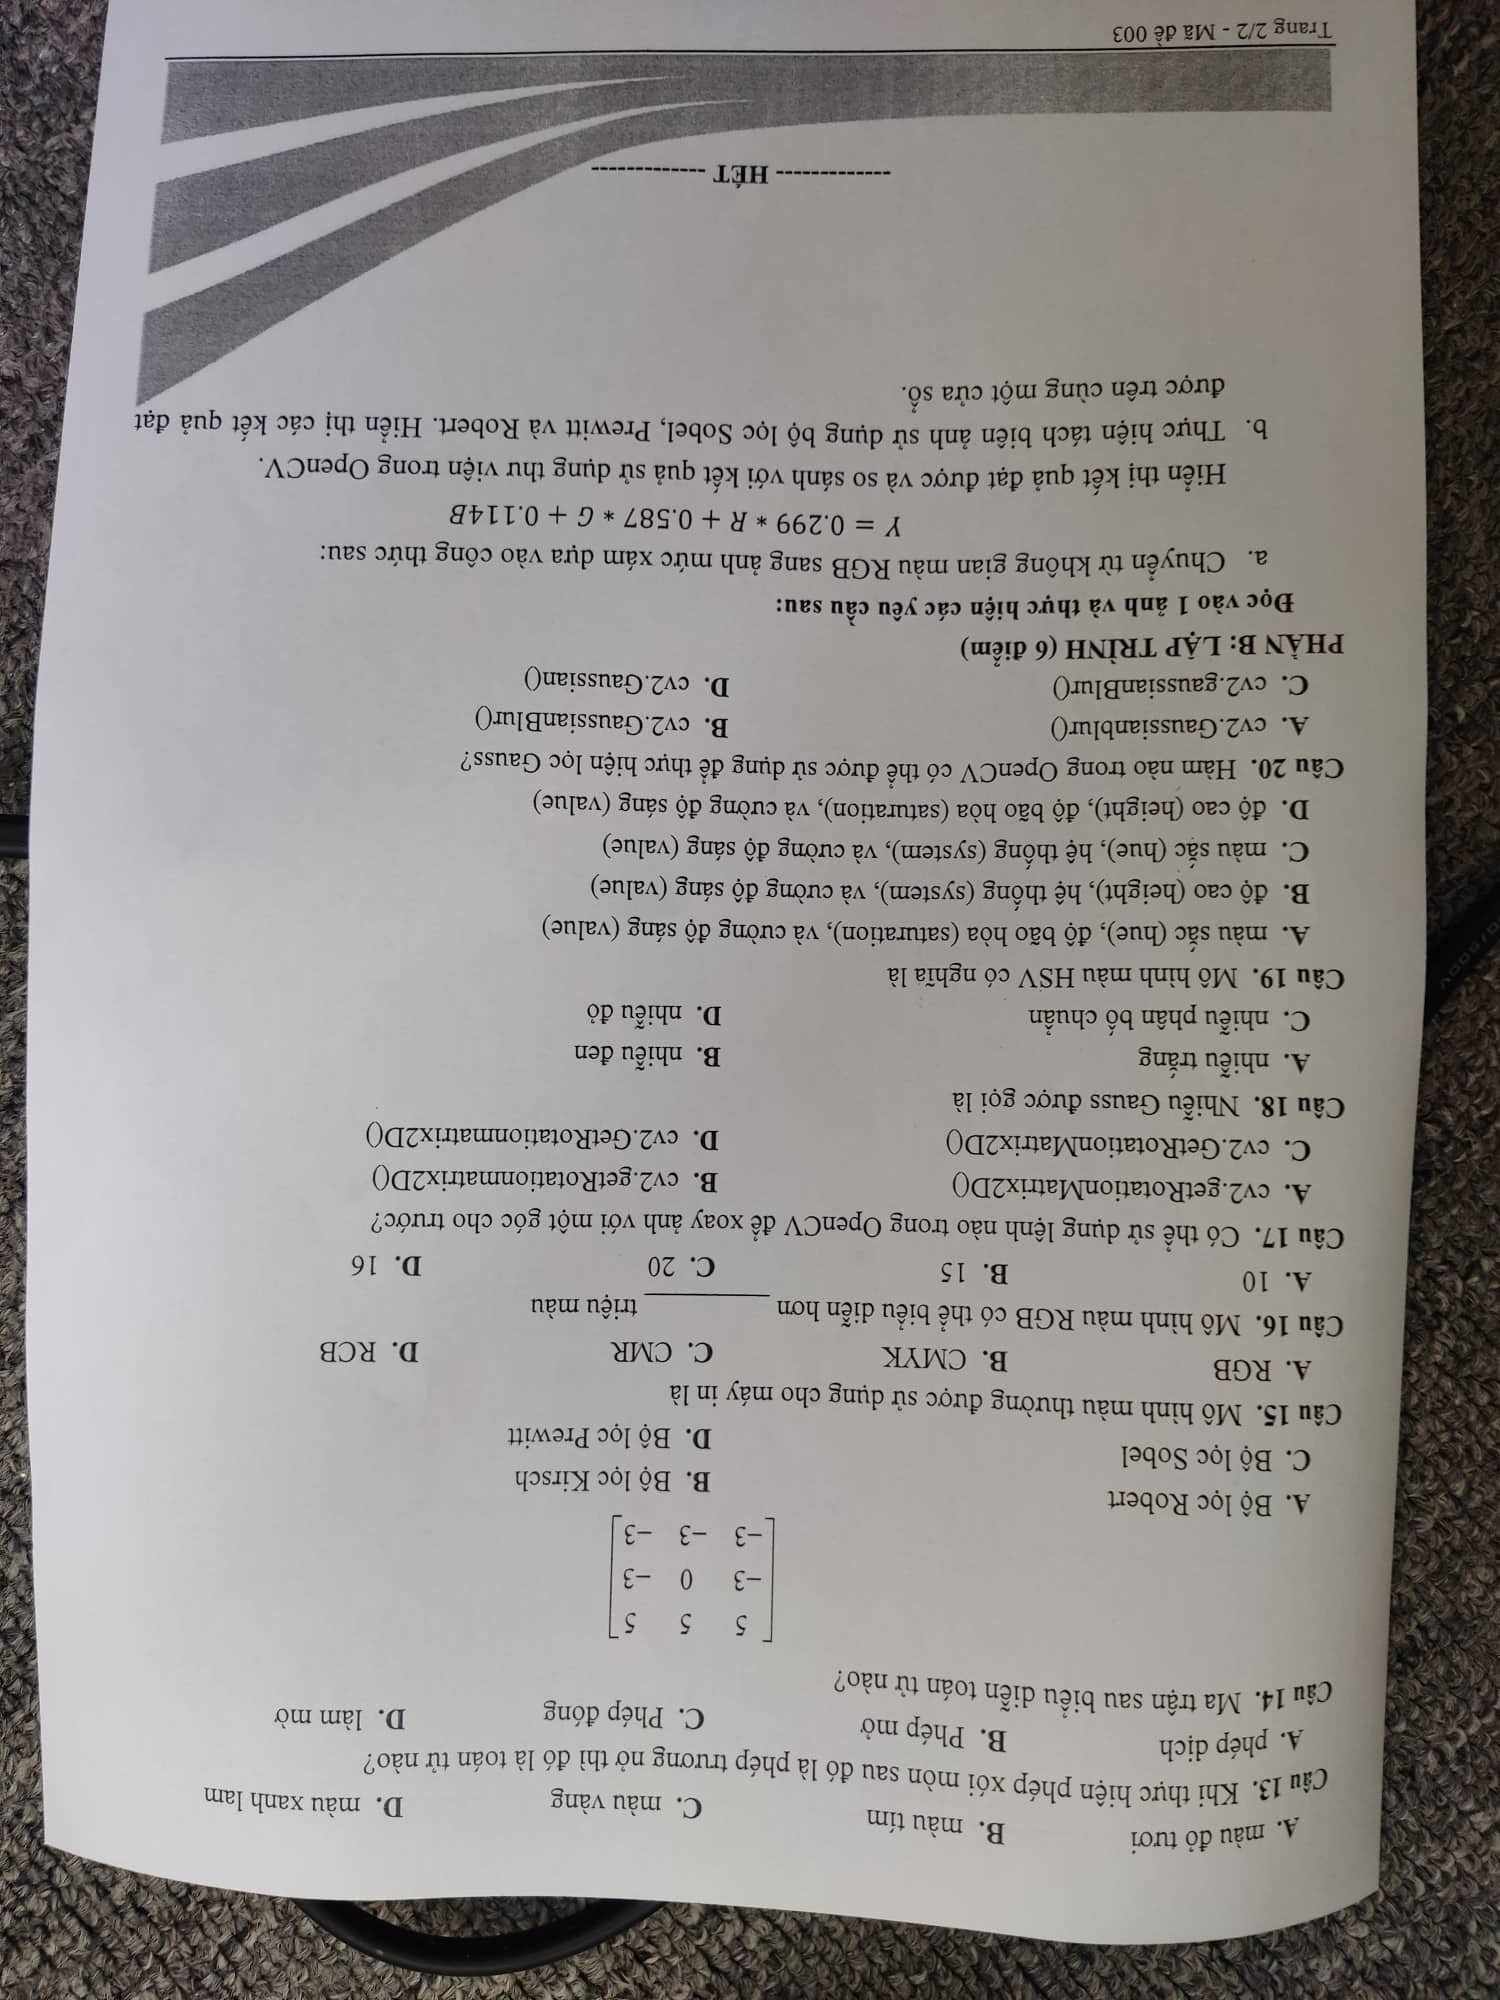 A. màu đỏ tươi B. màu tím C. màu vàng D. màu xanh lam
Câu 13. Khi thực hiện phép xói mòn sau đó là phép trương nở thì đó là toán tử nào?
A. phép dịch B. Phép mở C. Phép đóng D. làm mờ
Câu 14. Ma trận sau biểu diễn toán tử nào?
5 5 5
−3 0 −3
−3 −3 −3
A. Bộ lọc Robert B. Bộ lọc Kirsch
C. Bộ lọc Sobel D. Bộ lọc Prewitt
Câu 15. Mô hình màu thường được sử dụng cho máy in là
A. RGB B. CMYK C. CMR D. RCB
Câu 16. Mô hình màu RGB có thể biểu diễn hơn _________ triệu màu
A. 10 B. 15 C. 20 D. 16
Câu 17. Có thể sử dụng lệnh nào trong OpenCV để xoay ảnh với một góc cho trước?
A. cv2.getRotationMatrix2D() B. cv2.getRotationmatrix2D()
C. cv2.GetRotationMatrix2D() D. cv2.GetRotationmatrix2D()
Câu 18. Nhiễu Gauss được gọi là
A. nhiễu trắng B. nhiễu đen
C. nhiễu phân bố chuẩn D. nhiễu đỏ
Câu 19. Mô hình màu HSV có nghĩa là
A. màu sắc (hue), độ bão hòa (saturation), và cường độ sáng (value)
B. độ cao (height), hệ thống (system), và cường độ sáng (value)
C. màu sắc (hue), hệ thống (system), và cường độ sáng (value)
D. độ cao (height), độ bão hòa (saturation), và cường độ sáng (value)
Câu 20. Hàm nào trong OpenCV có thể được sử dụng để thực hiện lọc Gauss?
A. cv2.Gaussianblur() B. cv2.GaussianBlur()
C. cv2.gaussianBlur() D. cv2.Gaussian()
PHẦN B: LẬP TRÌNH (6 điểm)
Đọc vào 1 ảnh và thực hiện các yêu cầu sau:
a. Chuyển từ không gian màu RGB sang ảnh mức xám dựa vào công thức sau:
Y = 0.299 * R + 0.587 * G + 0.114B
Hiển thị kết quả đạt được và so sánh với kết quả sử dụng thư viện trong OpenCV.
b. Thực hiện tách biên ảnh sử dụng bộ lọc Sobel, Prewitt và Robert. Hiển thị các kết quả đạt
được trên cùng một cửa sổ.
------------- HẾT -------------
Trang 2/2 - Mã đề 003